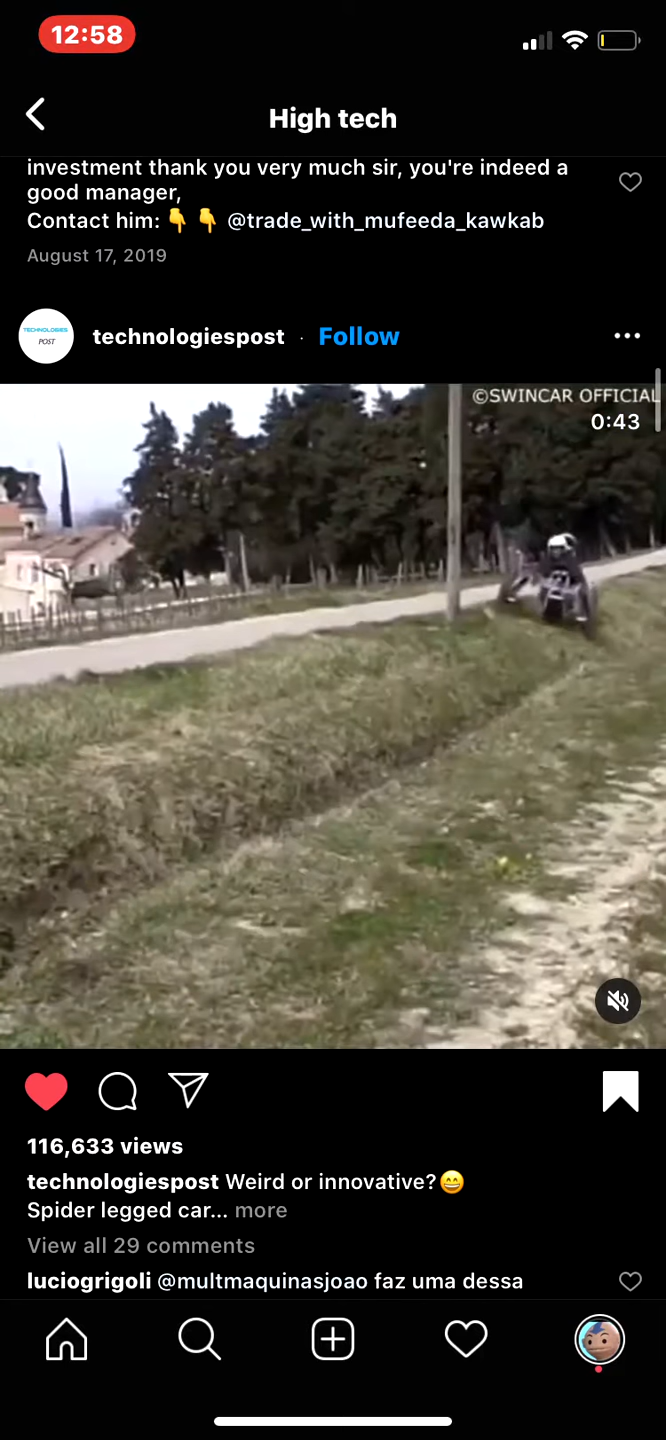 12:58
High tech
investment thank you very much sir, you're indeed a
good manager,
Contact him: 👇 👇 @trade_with_mufeeda_kawkab
August 17, 2019
TECHNOLOGIES
POST
technologiespost · Follow
©SWINCAR OFFICIAL
0:43
116,633 views
technologiespost Weird or innovative?😄
Spider legged car... more
View all 29 comments
luciogrigoli @multmaquinasjoao faz uma dessa